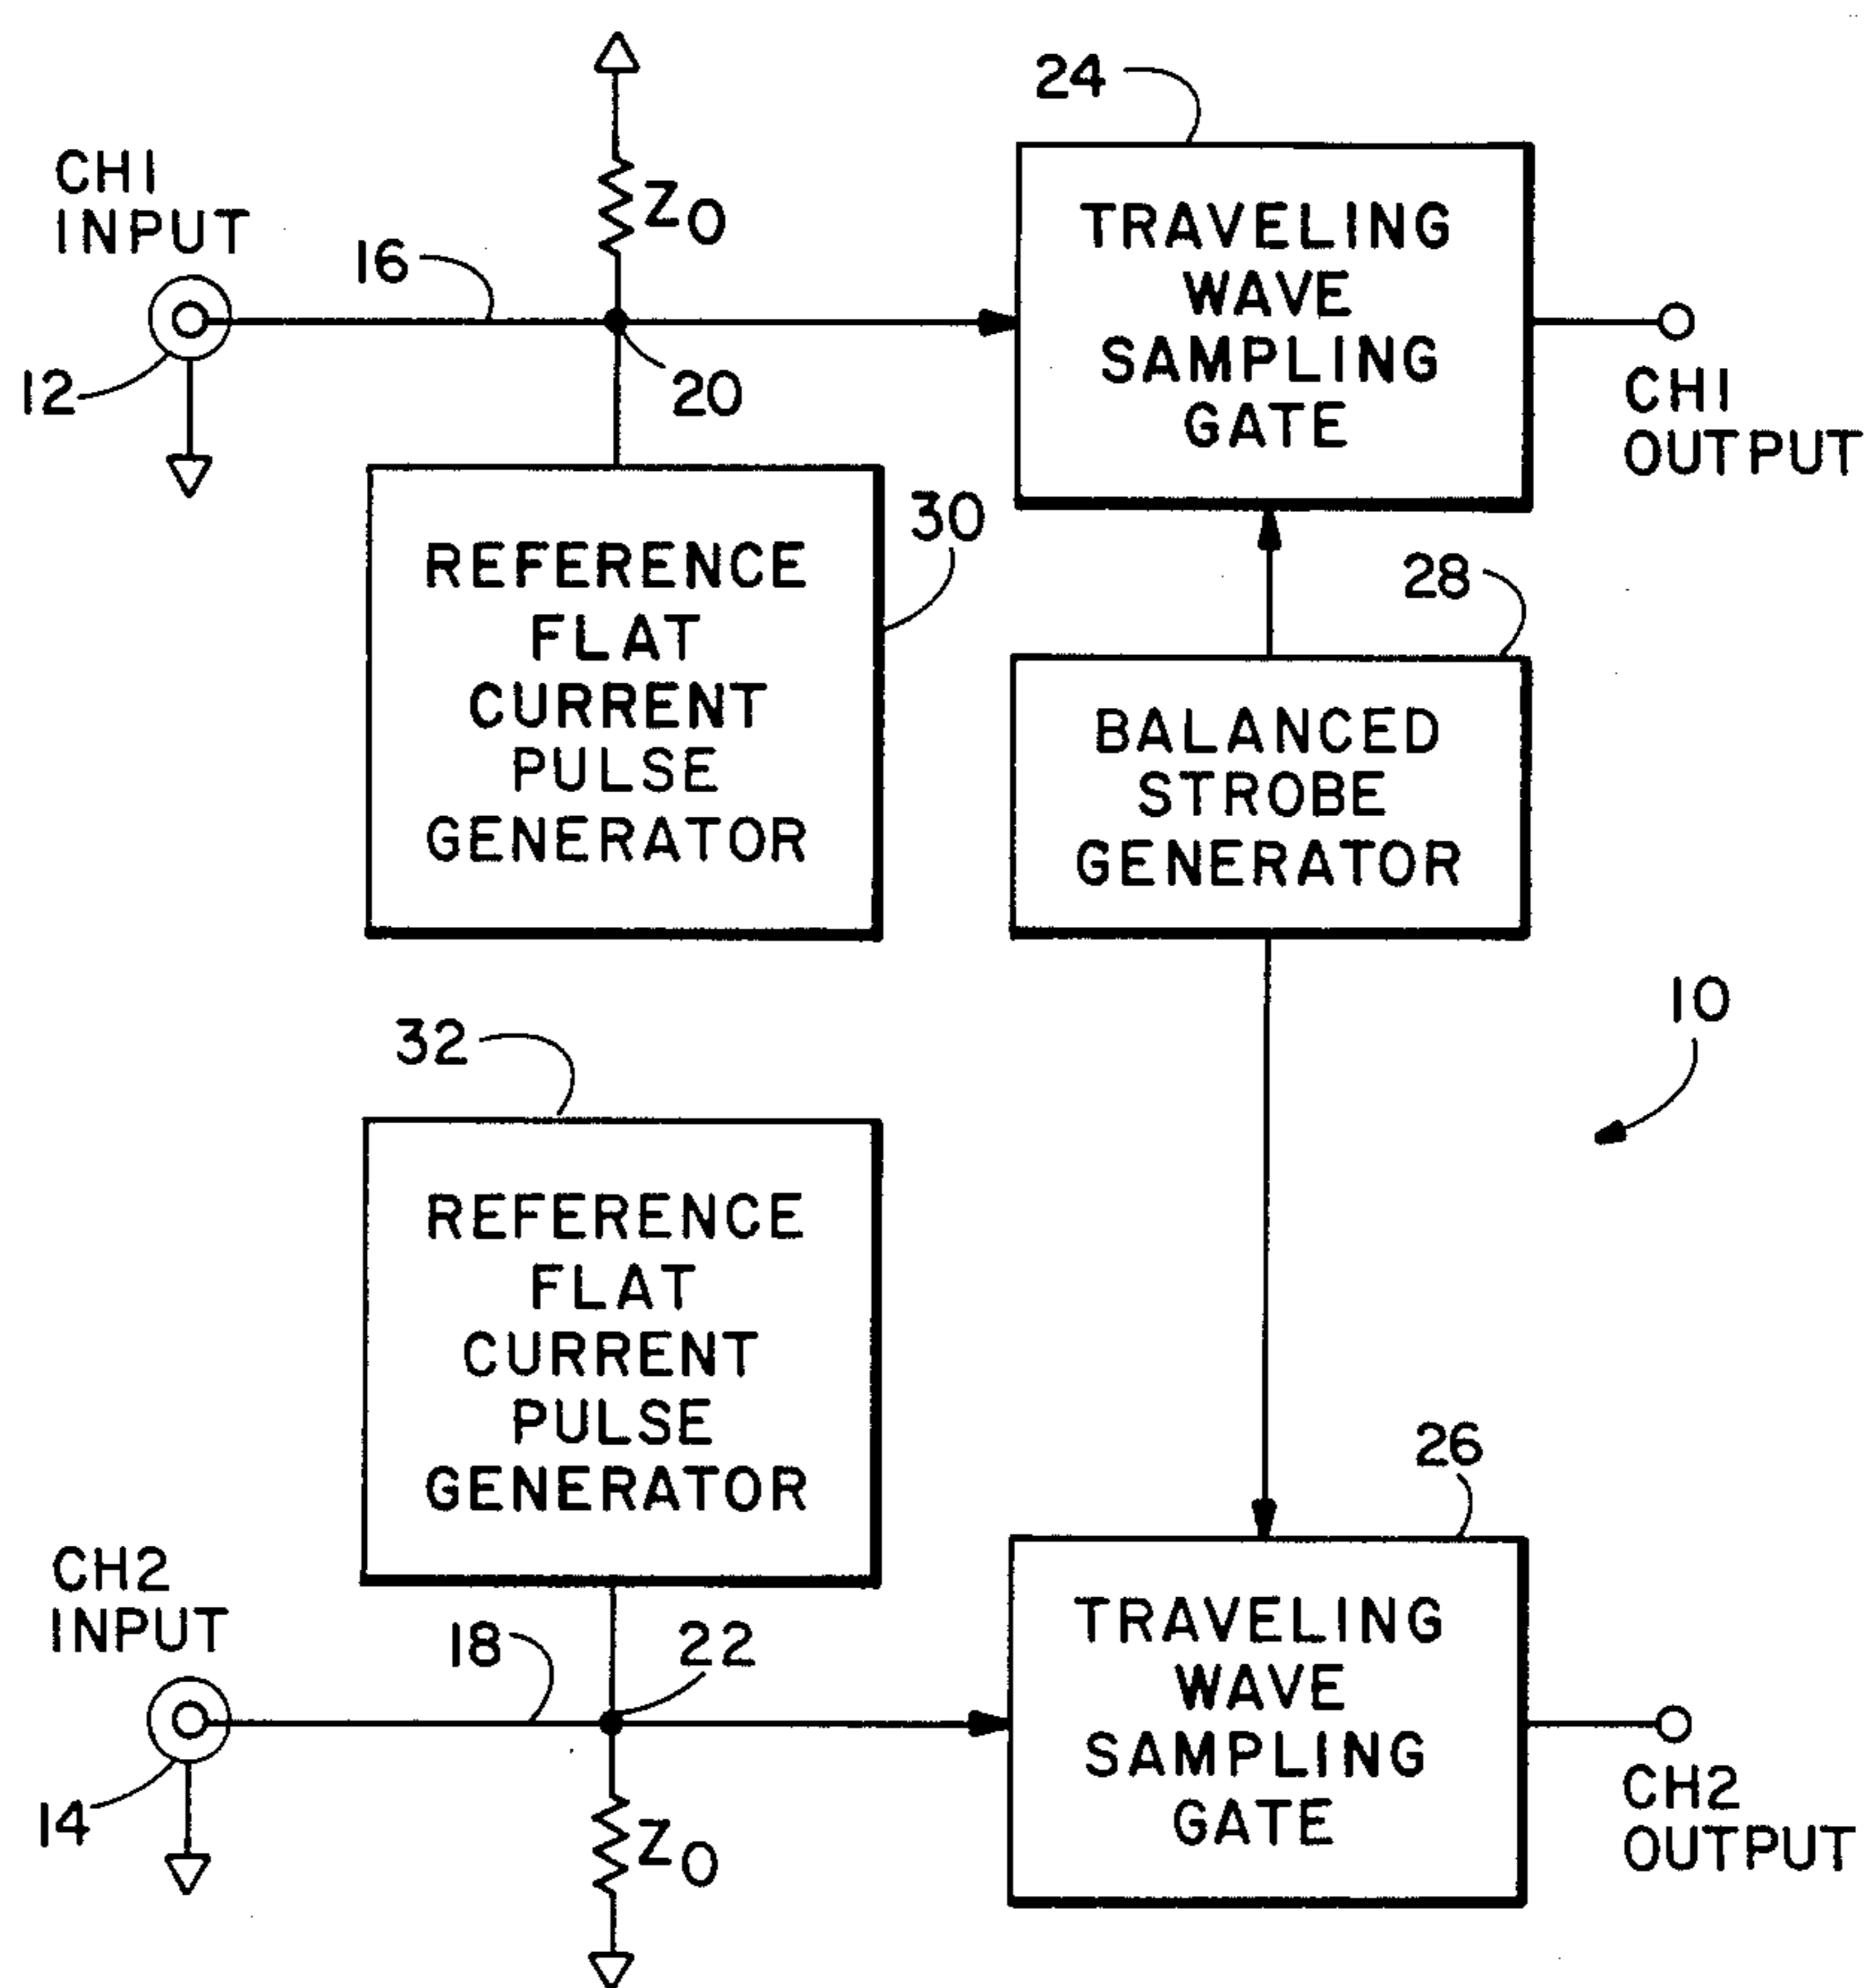 24
CH1
INPUT
Z0
16
12
20
TRAVELING
WAVE
SAMPLING
GATE
CH1
OUTPUT
30
REFERENCE
FLAT
CURRENT
PULSE
GENERATOR
28
BALANCED
STROBE
GENERATOR
10
32
REFERENCE
FLAT
CURRENT
PULSE
GENERATOR
26
CH2
INPUT
18
22
14
Z0
TRAVELING
WAVE
SAMPLING
GATE
CH2
OUTPUT